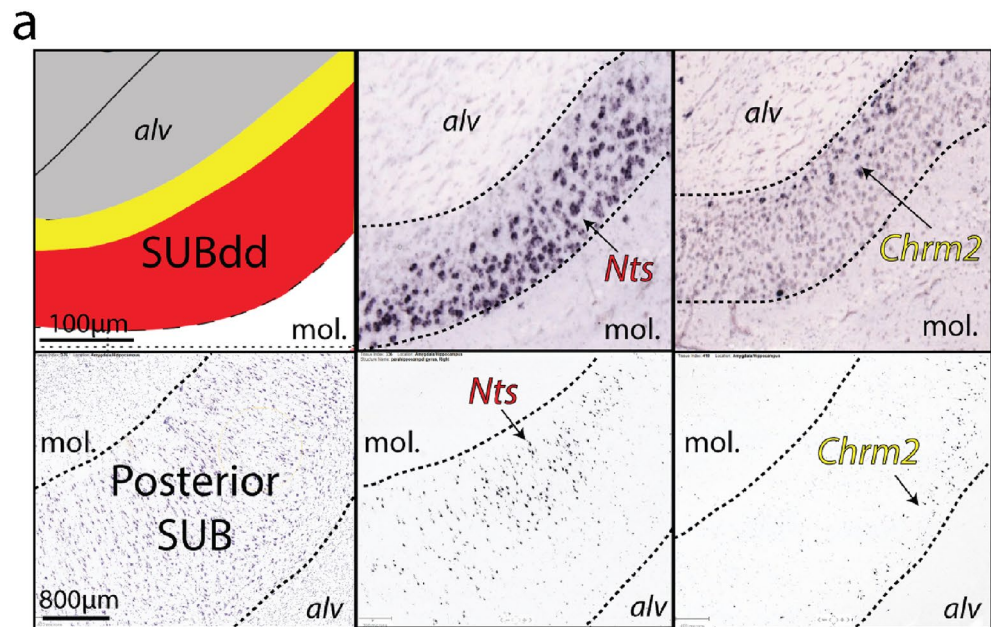 a
alv
SUBdd
100µm
mol.
alv
Nts
mol.
alv
Chrm2
mol.
mol.
Posterior
SUB
800µm
alv
mol.
Nts
alv
mol.
Chrm2
alv